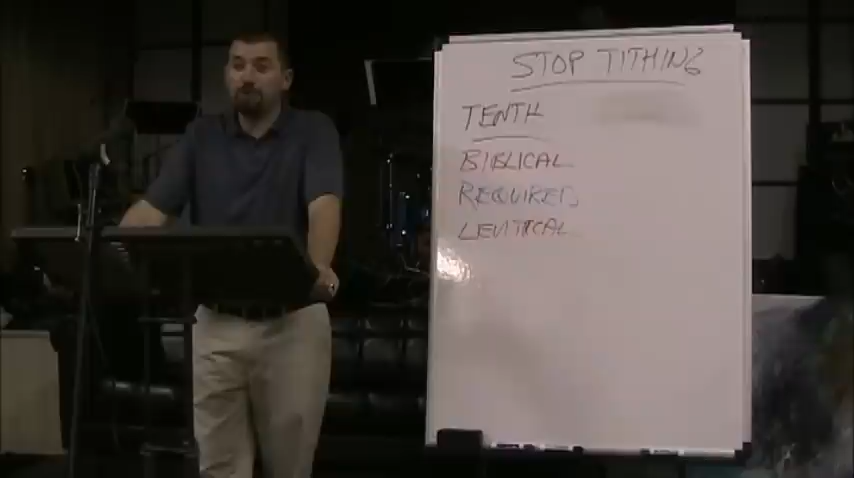 STOP TITHING
TENTH
BIBLICAL
REQUIRED
LEVITICAL